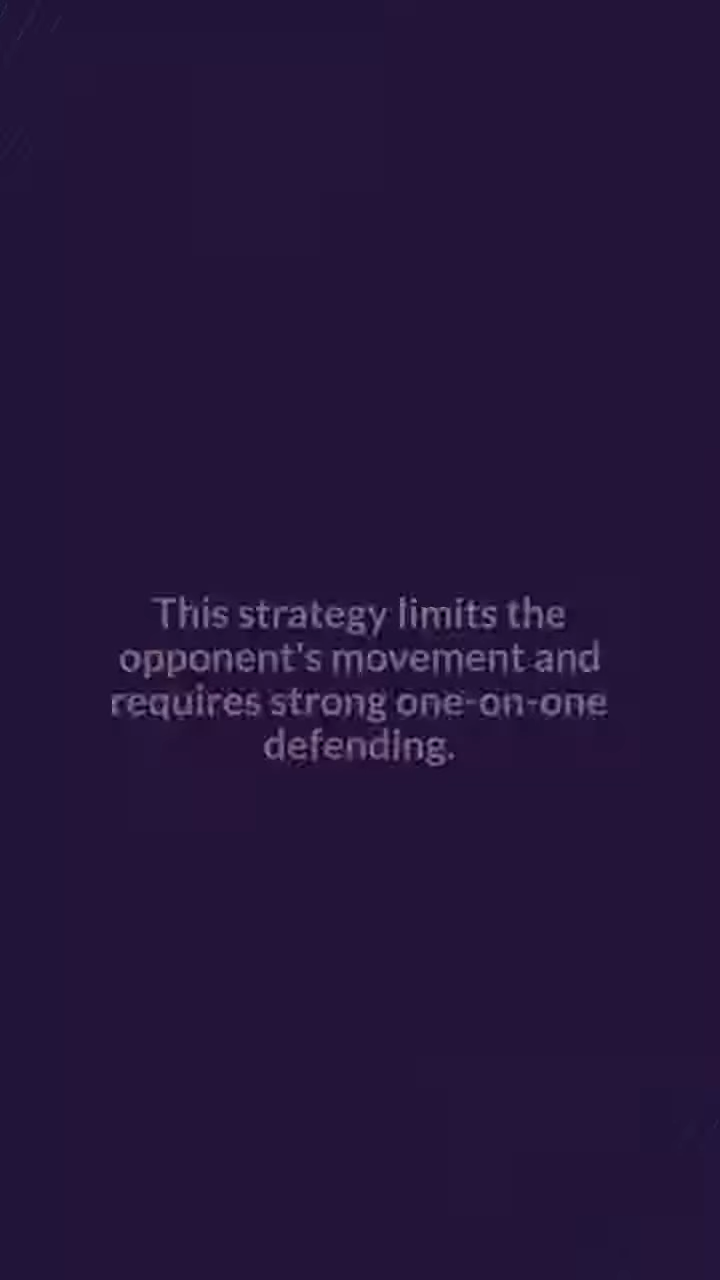 This strategy limits the
opponent's movement and
requires strong one-on-one
defending.